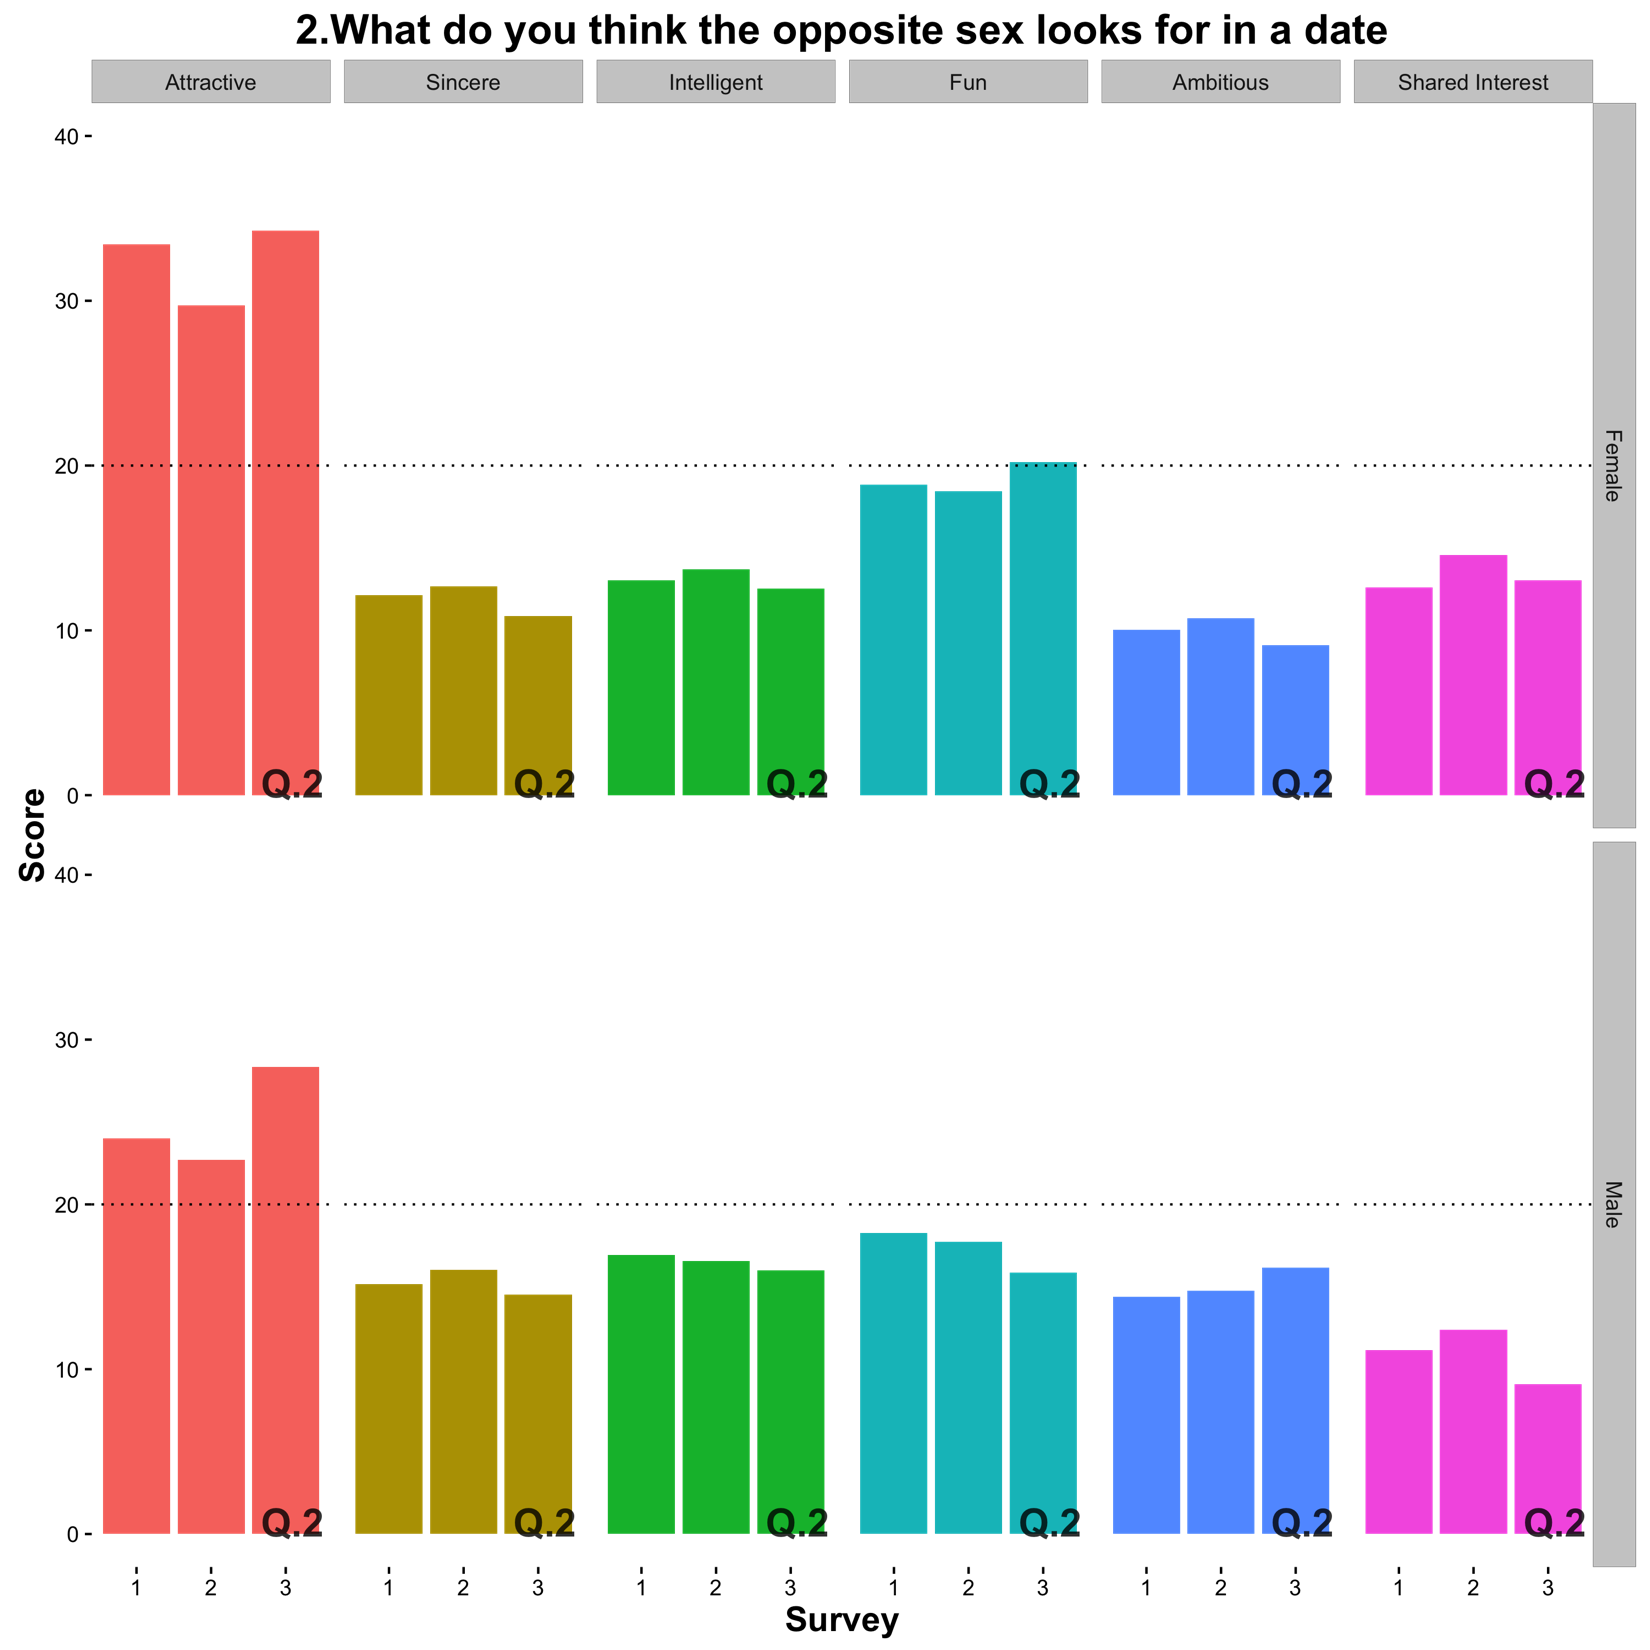 2.What do you think the opposite sex looks for in a date
Attractive Sincere Intelligent Fun Ambitious Shared Interest
40
30
20
10
0
Q.2 Q.2 Q.2 Q.2 Q.2 Q.2
Female
Score
40
30
20
10
0
Q.2 Q.2 Q.2 Q.2 Q.2 Q.2
Male
1 2 3 1 2 3 1 2 3 1 2 3 1 2 3 1 2 3
Survey